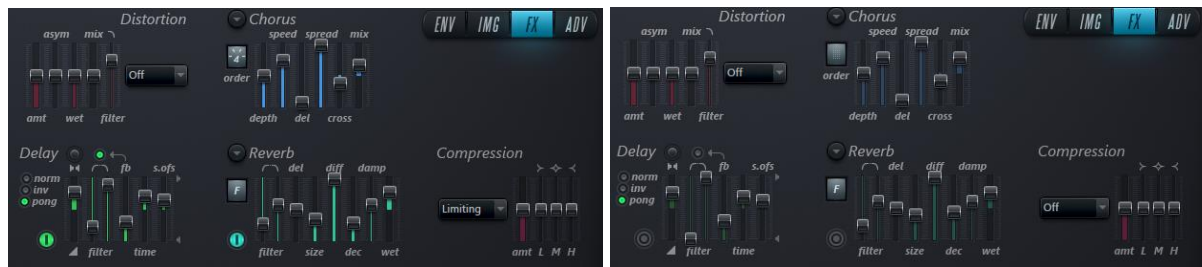 Distortion
Chorus
ENV IMG FX ADV
asym mix
speed spread mix
4
order
Off
amt wet filter
depth del cross
Delay
Reverb
Compression
fb s.ofs
del diff damp
norm
inv
pong
F
Limiting
filter time
filter size dec wet
amt L M H
Distortion
Chorus
ENV IMG FX ADV
asym mix
speed spread mix
order
Off
amt wet filter
depth del cross
Delay
Reverb
Compression
fb s.ofs
del diff damp
norm
inv
pong
F
Off
filter time
filter size dec wet
amt L M H